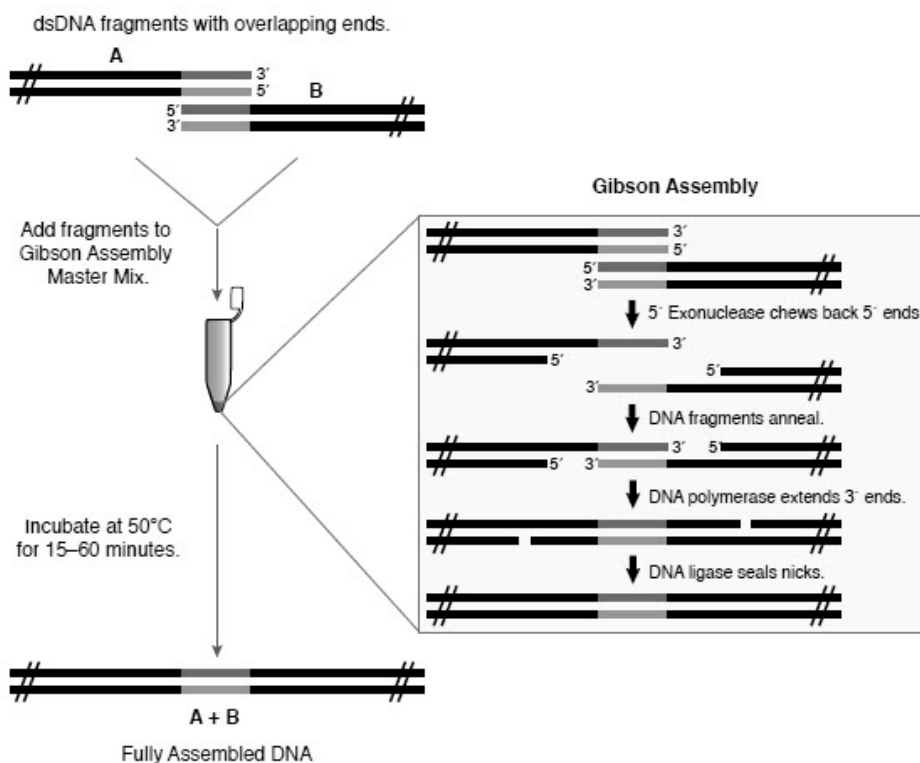 dsDNA fragments with overlapping ends.
A
3′
5′
B
5′
3′
Add fragments to
Gibson Assembly
Master Mix.
Incubate at 50°C
for 15–60 minutes.
A + B
Fully Assembled DNA
Gibson Assembly
3′
5′
5′
3′
5′ Exonuclease chews back 5′ ends
3′
5′
5′
3′
DNA fragments anneal.
3′ 5′
5′ 3′
DNA polymerase extends 3′ ends.
DNA ligase seals nicks.